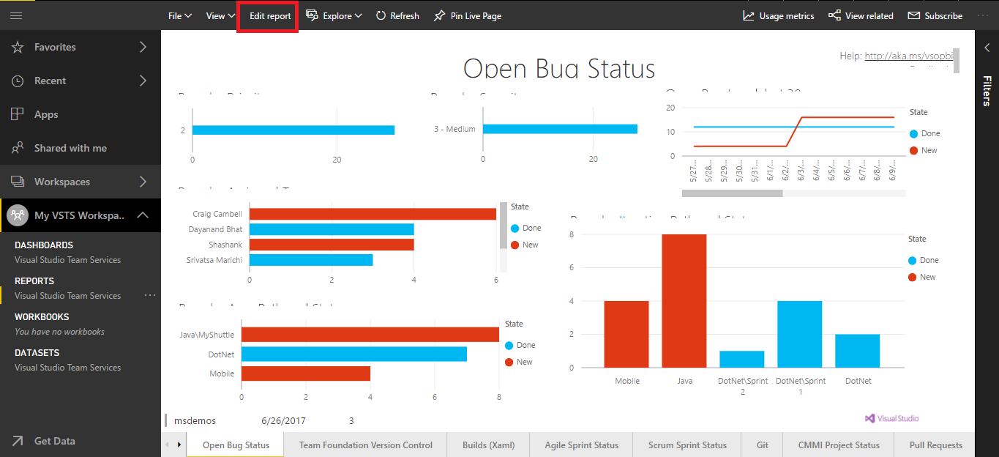 File
View
Edit report
Explore
Refresh
Pin Live Page
Usage metrics
View related
Subscribe
Favorites
Recent
Apps
Shared with me
Workspaces
My VSTS Workspa..
DASHBOARDS
Visual Studio Team Services
REPORTS
Visual Studio Team Services
WORKBOOKS
You have no workbooks
DATASETS
Visual Studio Team Services
Get Data
Open Bug Status
Help: http://aka.ms/vsopbi
Filters
2
0 20
3 - Medium
0 20
20
10
0
5/27...
5/28...
5/29...
5/30...
5/31...
6/1/...
6/2/...
6/3/...
6/4/...
6/5/...
6/6/...
6/7/...
6/8/...
6/9/...
State
Done
New
Craig Cambell
Dayanand Bhat
Shashank
Srivatsa Marichi
0 2 4 6
State
Done
New
8
6
4
2
0
Mobile
Java
DotNet\Sprint 
2
DotNet\Sprint 
1
DotNet
State
Done
New
Java\MyShuttle
DotNet
Mobile
0 2 4 6 8
State
Done
New
msdemos 6/26/2017 3
Visual Studio
Open Bug Status
Team Foundation Version Control
Builds (Xaml)
Agile Sprint Status
Scrum Sprint Status
Git
CMMI Project Status
Pull Requests